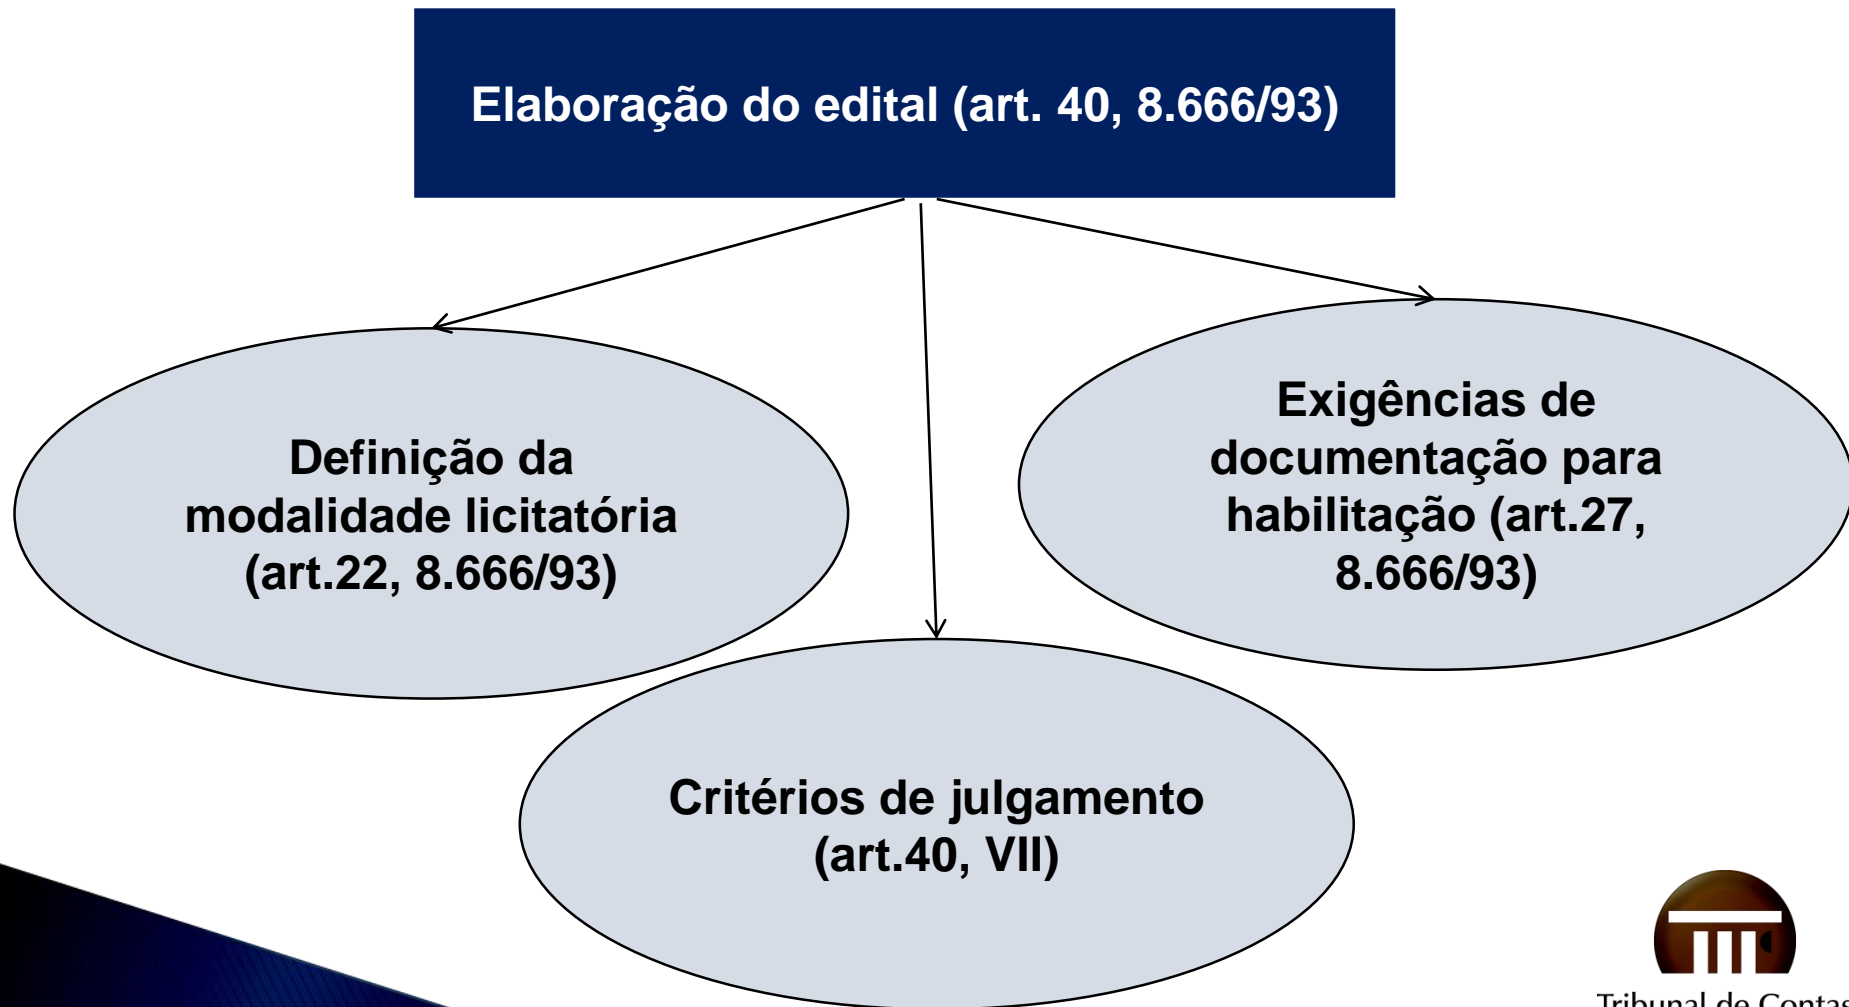 Elaboração do edital (art. 40, 8.666/93)
Definição da
modalidade licitatória
(art.22, 8.666/93)
Exigências de
documentação para
habilitação (art.27,
8.666/93)
Critérios de julgamento
(art.40, VII)
Tribunal de Contas